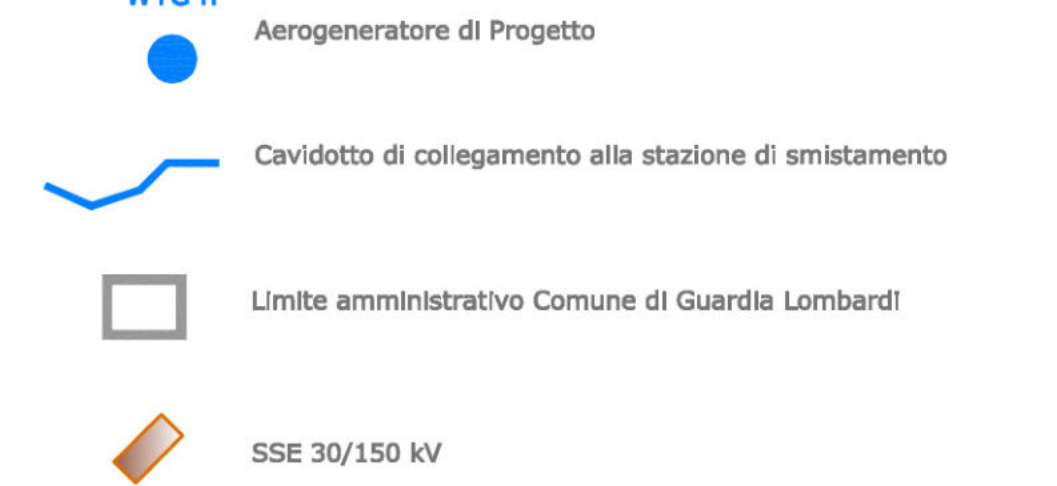 Aerogeneratore di Progetto
Cavidotto di collegamento alla stazione di smistamento
Limite amministrativo Comune di Guardia Lombardi
SSE 30/150 kV